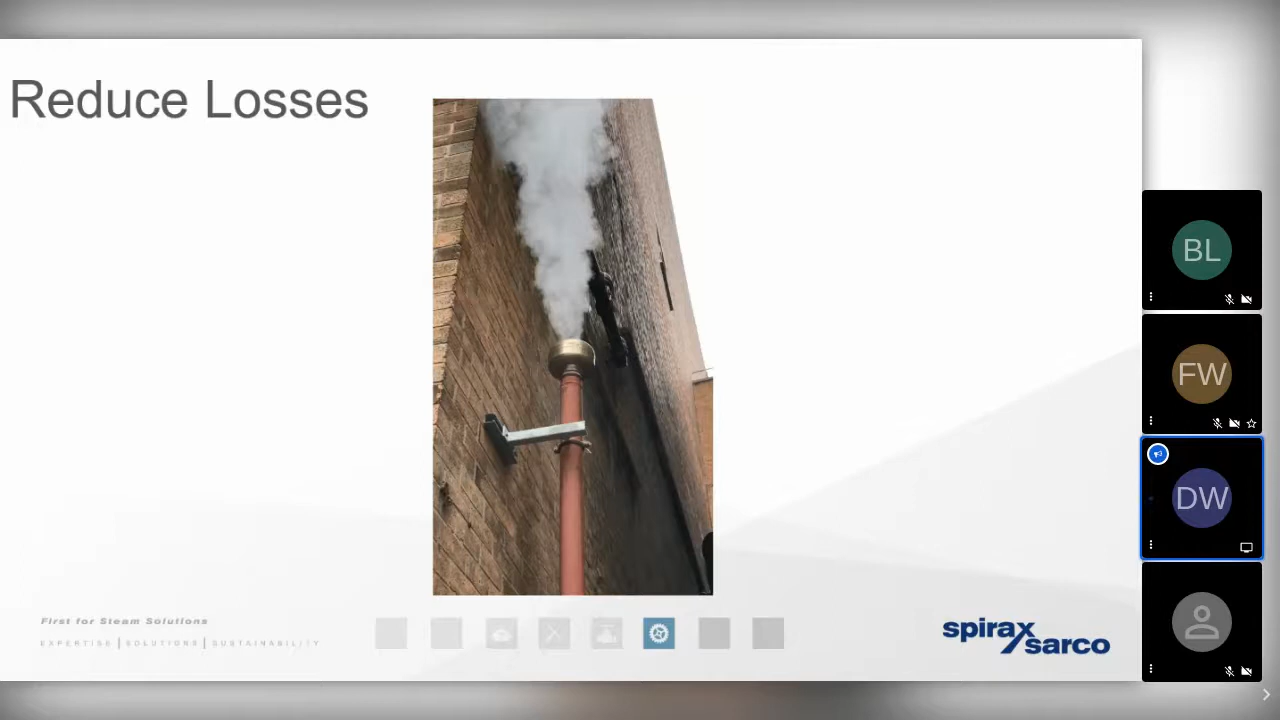 Reduce Losses
First for Steam Solutions
EXPERTISE | SOLUTIONS | SUSTAINABILITY
spirax
sarco
BL
FW
DW